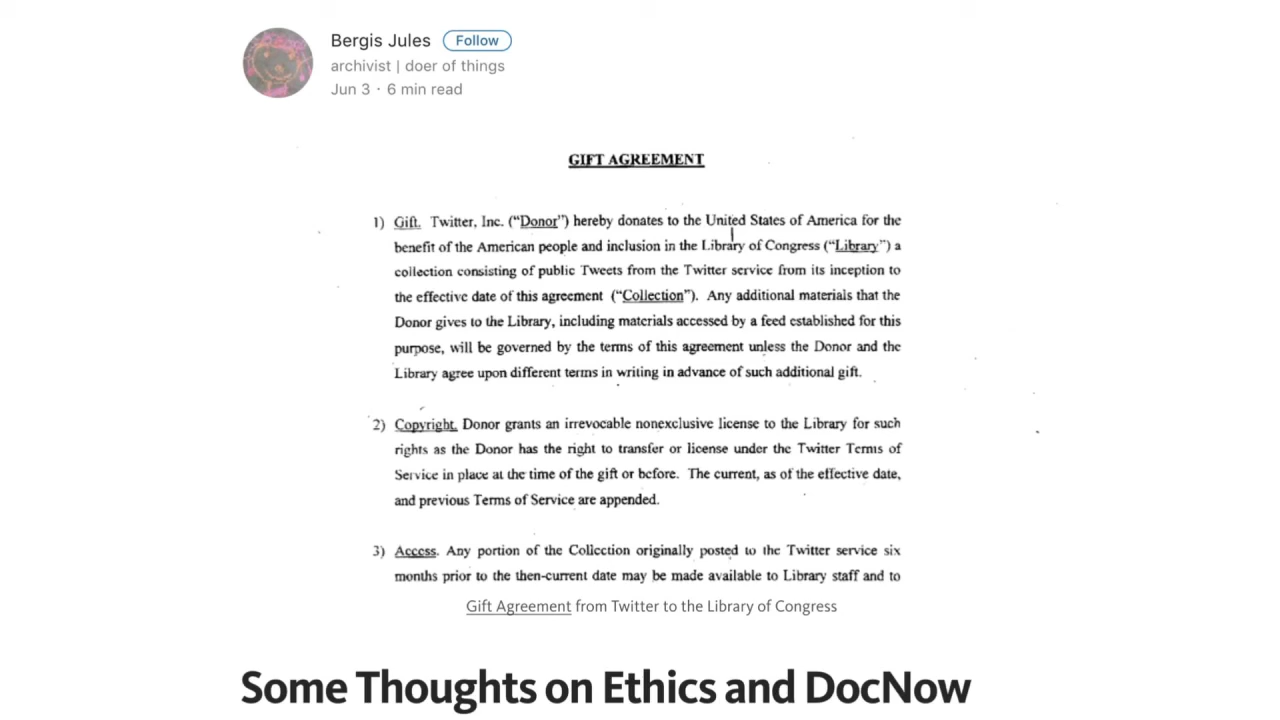 Bergis Jules Follow
archivist | doer of things
Jun 3 · 6 min read
GIFT AGREEMENT
1) Gift. Twitter, Inc. ("Donor") hereby donates to the United States of America for the
benefit of the American people and inclusion in the Library of Congress ("Library") a
collection consisting of public Tweets from the Twitter service from its inception to
the effective date of this agreement ("Collection"). Any additional materials that the
Donor gives to the Library, including materials accessed by a feed established for this
purpose, will be governed by the terms of this agreement unless the Donor and the
Library agree upon different terms in writing in advance of such additional gift.
2) Copyright. Donor grants an irrevocable nonexclusive license to the Library for such
rights as the Donor has the right to transfer or license under the Twitter Terms of
Service in place at the time of the gift or before. The current, as of the effective date,
and previous Terms of Service are appended.
3) Access. Any portion of the Collection originally posted to the Twitter service six
months prior to the then-current date may be made available to Library staff and to
Gift Agreement from Twitter to the Library of Congress
Some Thoughts on Ethics and DocNow